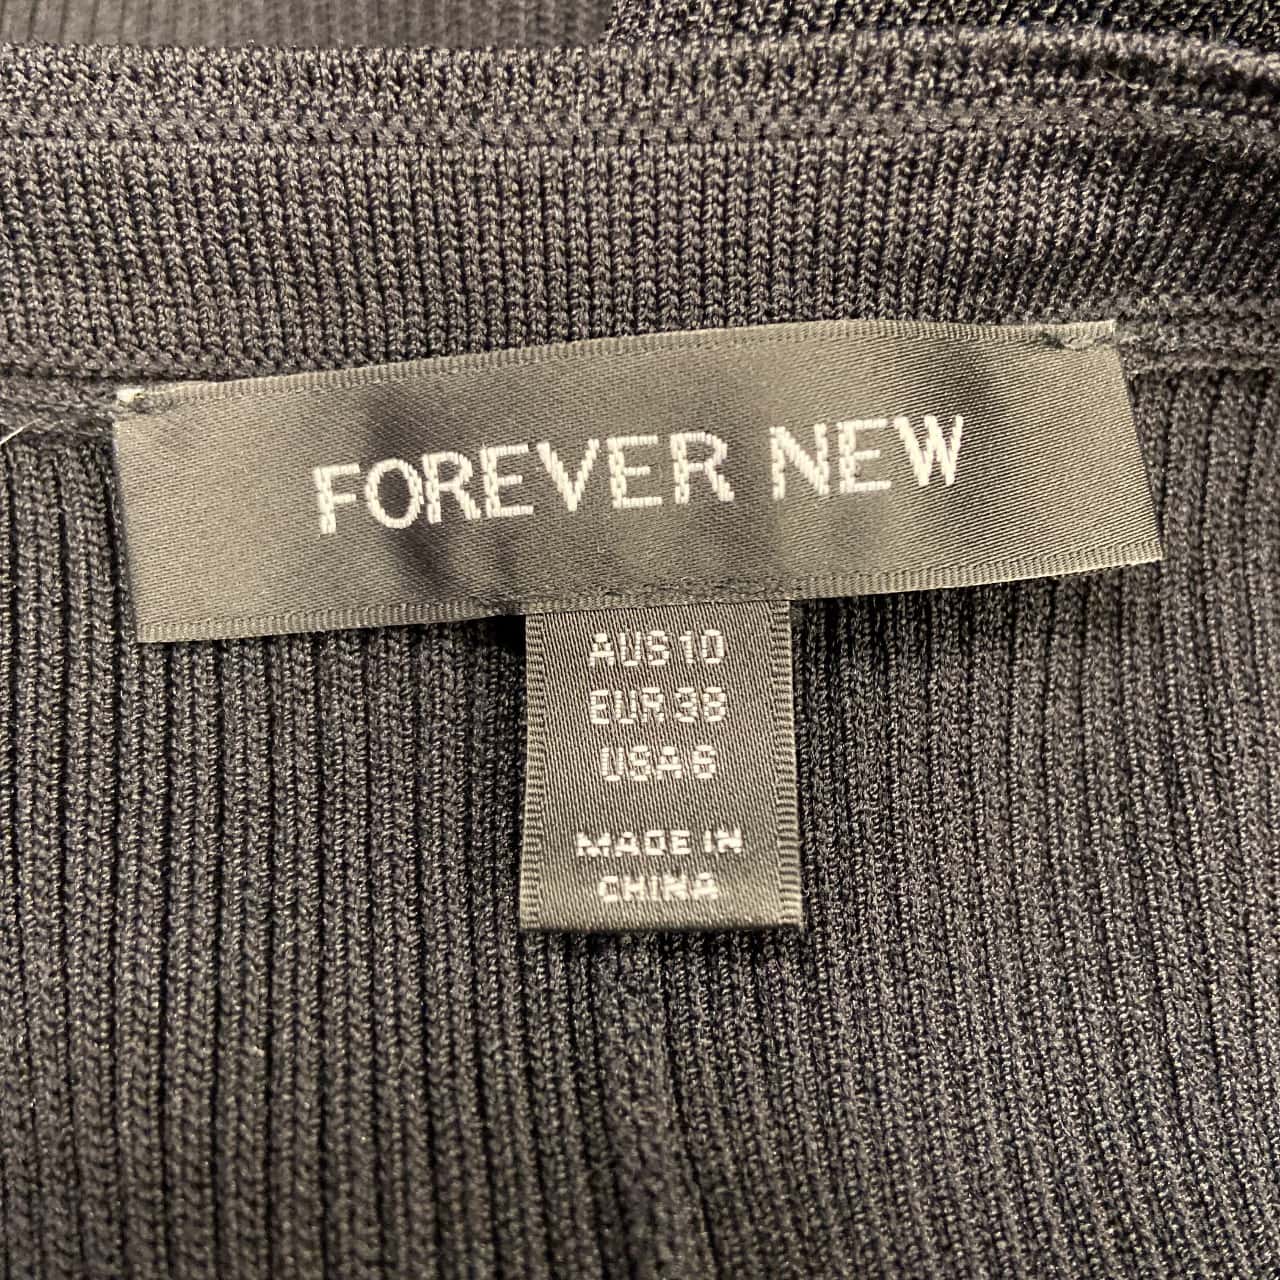 FOREVER NEW
AUS 10
EUR 38
USA 6
MADE IN
CHINA